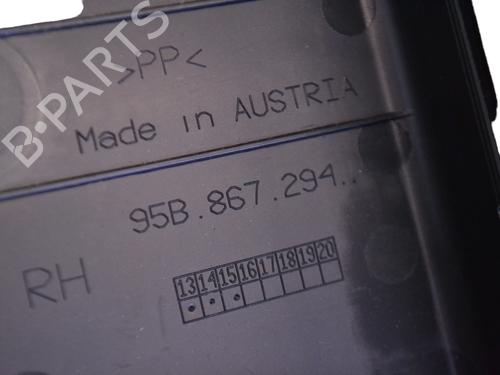 B-PARTS
>PP<
Made in AUSTRIA
95B.867.294..
RH
13 14 15 16 17 18 19 20